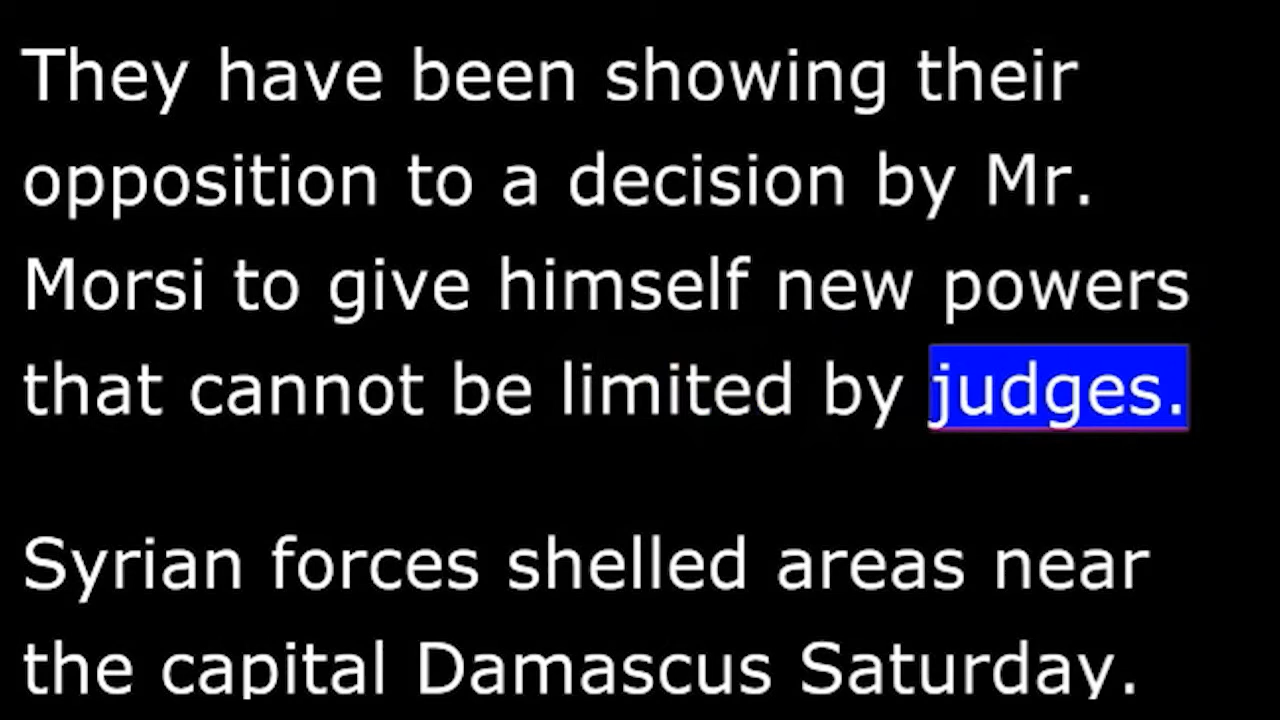 They have been showing their
opposition to a decision by Mr.
Morsi to give himself new powers
that cannot be limited by judges.
Syrian forces shelled areas near
the capital Damascus Saturday.